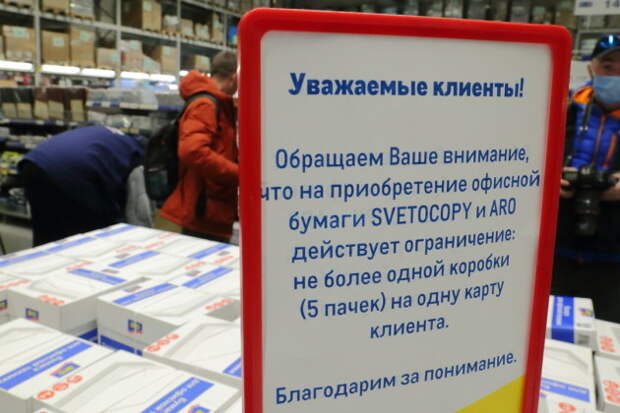 Уважаемые клиенты!
Обращаем Ваше внимание,
что на приобретение офисной
бумаги SVETOCOPY и ARO
действует ограничение:
не более одной коробки
(5 пачек) на одну карту
клиента.
Благодарим за понимание.